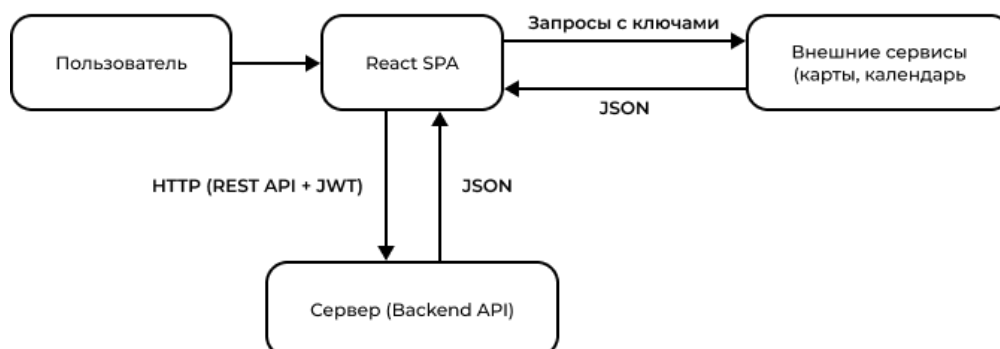 Запросы с ключами
Пользователь
React SPA
Внешние сервисы
(карты, календарь
JSON
HTTP (REST API + JWT)
JSON
Сервер (Backend API)